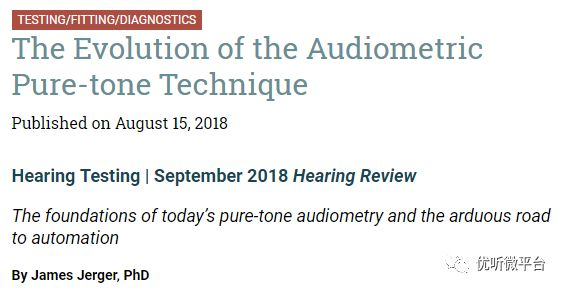 TESTING/FITTING/DIAGNOSTICS
The Evolution of the Audiometric
Pure-tone Technique
Published on August 15, 2018
Hearing Testing | September 2018 Hearing Review
The foundations of today's pure-tone audiometry and the arduous road
to automation
By James Jerger, PhD
优听微平台